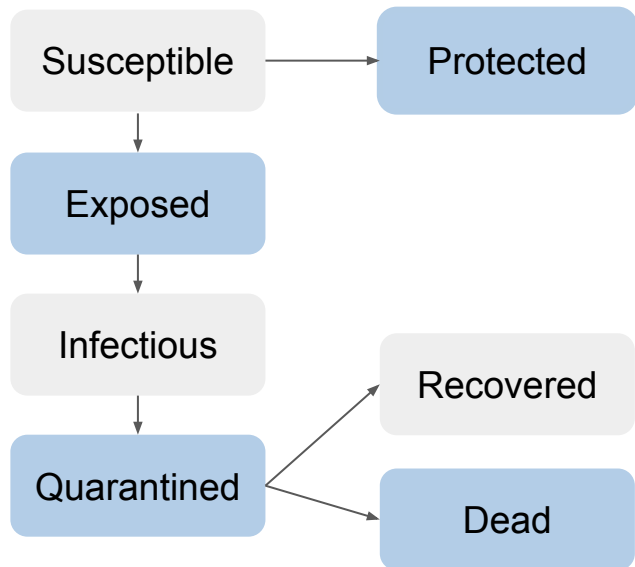 Susceptible
Protected
Exposed
Infectious
Recovered
Quarantined
Dead